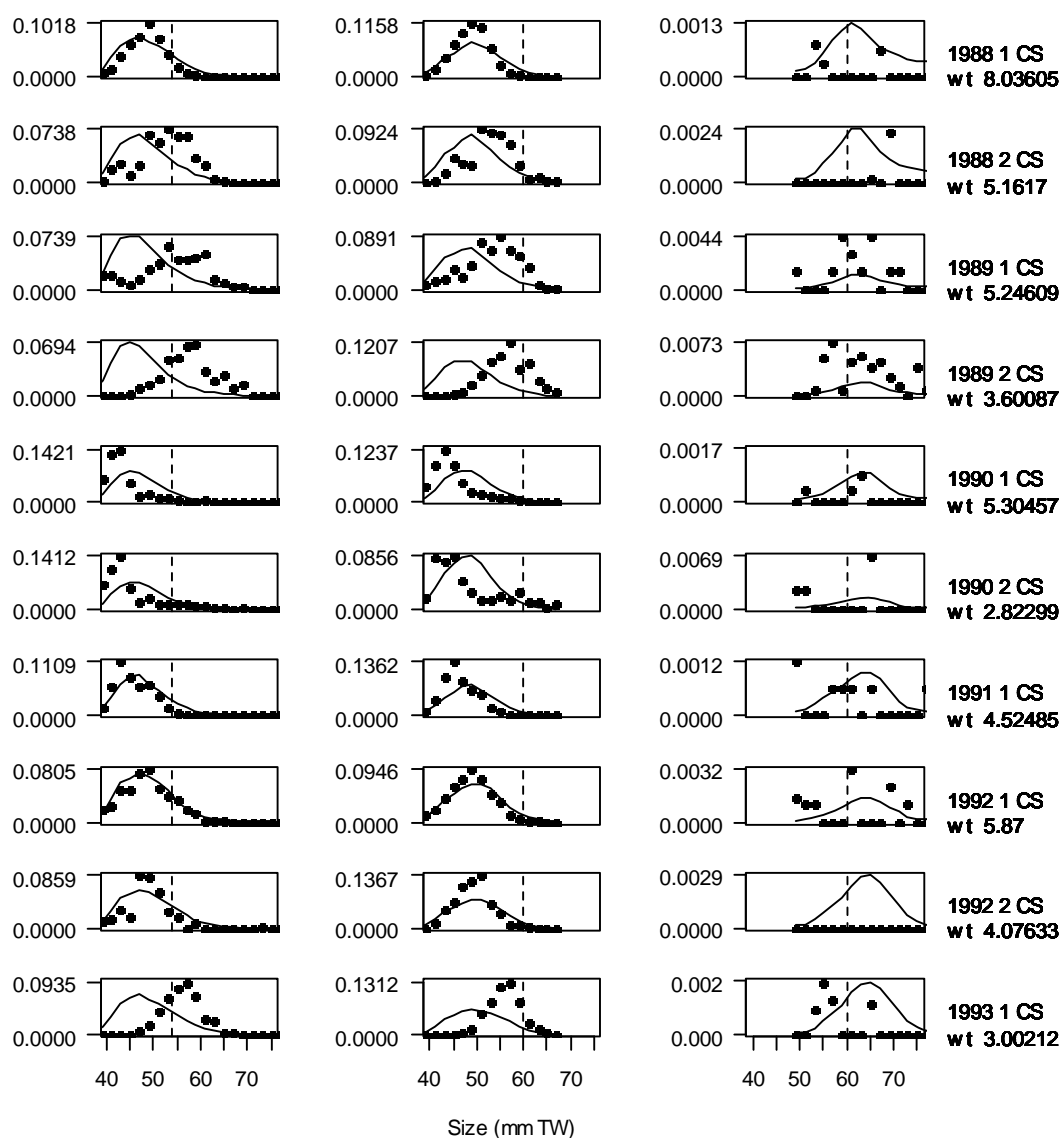 0.1018 0.1158 0.0013
0.0000 0.0000 0.0000
1988 1 CS
wt 8.03605
0.0738 0.0924 0.0024
0.0000 0.0000 0.0000
1988 2 CS
wt 5.1617
0.0739 0.0891 0.0044
0.0000 0.0000 0.0000
1989 1 CS
wt 5.24609
0.0694 0.1207 0.0073
0.0000 0.0000 0.0000
1989 2 CS
wt 3.60087
0.1421 0.1237 0.0017
0.0000 0.0000 0.0000
1990 1 CS
wt 5.30457
0.1412 0.0856 0.0069
0.0000 0.0000 0.0000
1990 2 CS
wt 2.82299
0.1109 0.1362 0.0012
0.0000 0.0000 0.0000
1991 1 CS
wt 4.52485
0.0805 0.0946 0.0032
0.0000 0.0000 0.0000
1992 1 CS
wt 5.87
0.0859 0.1367 0.0029
0.0000 0.0000 0.0000
1992 2 CS
wt 4.07633
0.0935 0.1312 0.002
0.0000 0.0000 0.000
1993 1 CS
wt 3.00212
40 50 60 70 40 50 60 70 40 50 60 70
Size (mm TW)